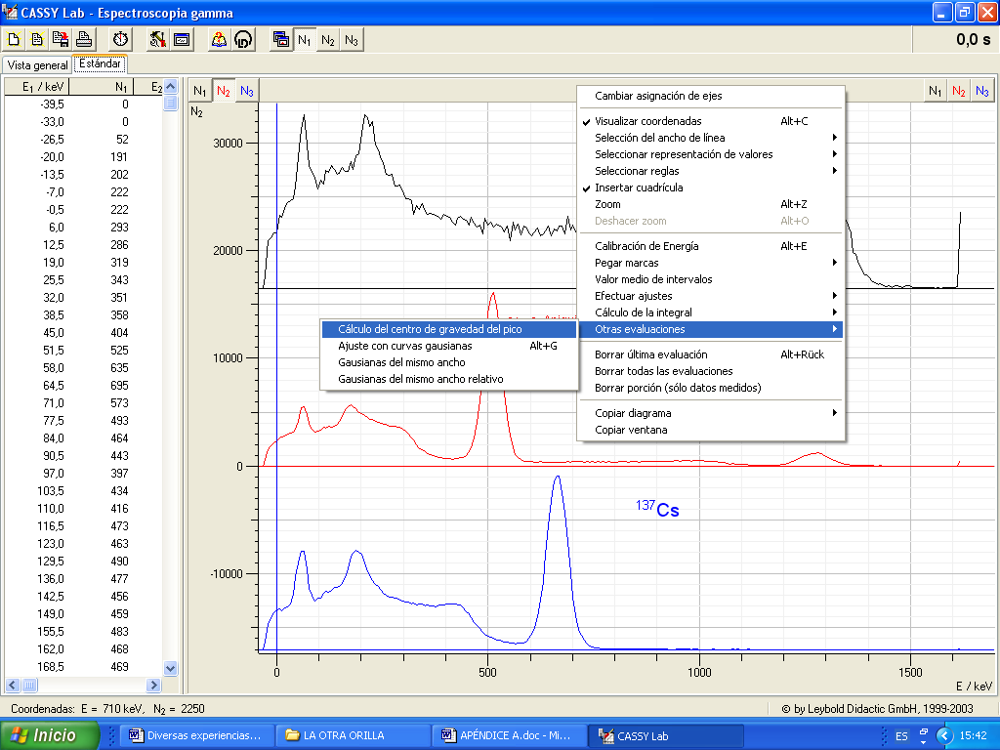 CASSY Lab - Espectroscopia gamma
N1 N2 N3
0,0 s
Vista general Estándar
E1 / keV N1 E2
-39,5 0
-33,0 0
-26,5 52
-20,0 191
-13,5 202
-7,0 222
-0,5 222
6,0 293
12,5 286
19,0 319
25,5 343
32,0 351
38,5 358
45,0 404
51,5 525
58,0 635
64,5 695
71,0 573
77,5 493
84,0 464
90,5 443
97,0 397
103,5 434
110,0 416
116,5 473
123,0 463
129,5 490
136,0 477
142,5 456
149,0 459
155,5 483
162,0 468
168,5 469
N1 N2 N3
N1 N2 N3
N2
30000
20000
10000
0
-10000
0 500 1000 1500
E / keV
137Cs
Cambiar asignación de ejes
Visualizar coordenadas Alt+C
Selección del ancho de línea
Seleccionar representación de valores
Seleccionar reglas
Insertar cuadrícula
Zoom Alt+Z
Deshacer zoom Alt+O
Calibración de Energía Alt+E
Pegar marcas
Valor medio de intervalos
Efectuar ajustes
Cálculo de la integral
Otras evaluaciones
Borrar última evaluación Alt+Rück
Borrar todas las evaluaciones
Borrar porción (sólo datos medidos)
Copiar diagrama
Copiar ventana
Cálculo del centro de gravedad del pico
Ajuste con curvas gausianas Alt+G
Gausianas del mismo ancho
Gausianas del mismo ancho relativo
Coordenadas: E = 710 keV, N2 = 2250
© by Leybold Didactic GmbH, 1999-2003
Inicio
Diversas experiencias...
LA OTRA ORILLA
APÉNDICE A.doc - Mi...
CASSY Lab
ES
15:42